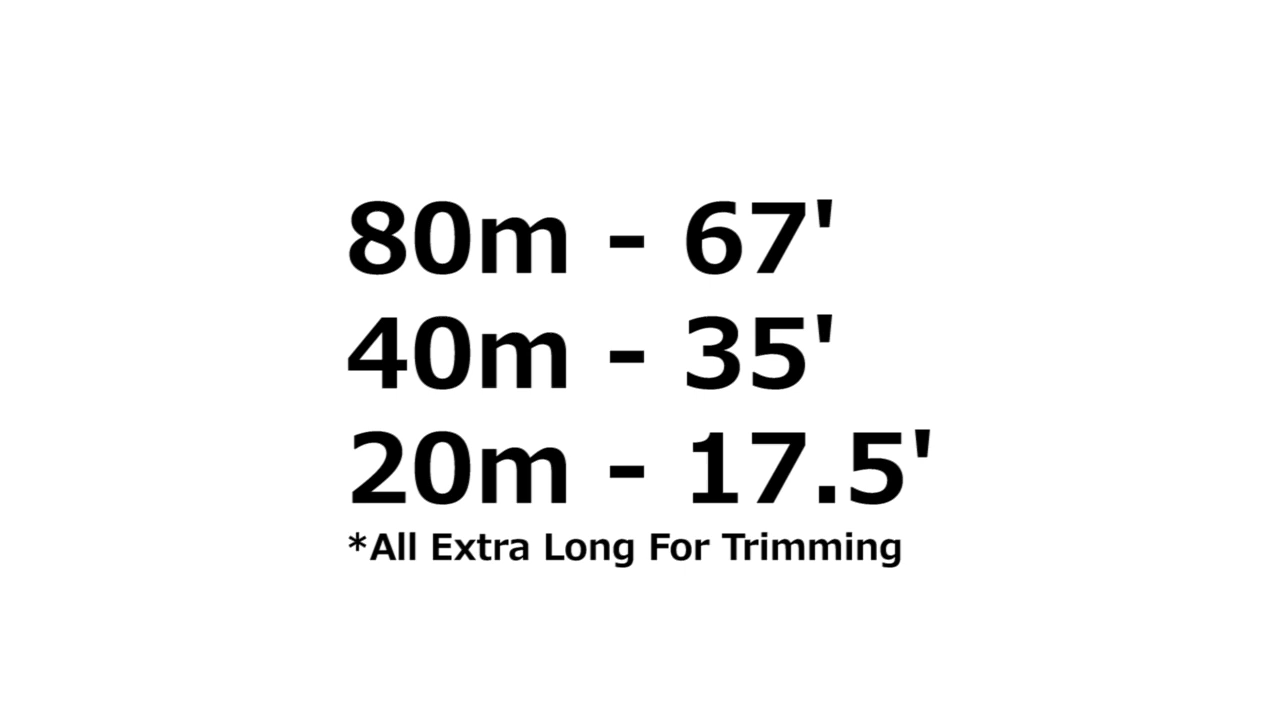 80m - 67'
40m - 35'
20m - 17.5'
*All Extra Long For Trimming